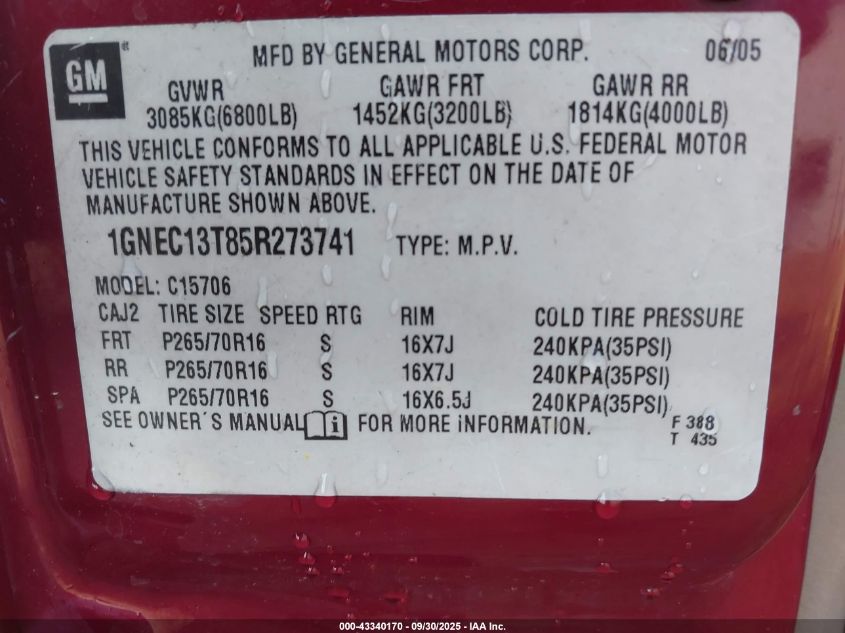 GM ® MFD BY GENERAL MOTORS CORP. 06/05
GVWR GAWR FRT GAWR RR
3085KG(6800LB) 1452KG(3200LB) 1814KG(4000LB)
THIS VEHICLE CONFORMS TO ALL APPLICABLE U.S. FEDERAL MOTOR
VEHICLE SAFETY STANDARDS IN EFFECT ON THE DATE OF
MANUFACTURE SHOWN ABOVE.
1GNEC13T85R273741 TYPE: M.P.V.
MODEL: C15706
CAJ2 TIRE SIZE SPEED RTG RIM COLD TIRE PRESSURE
FRT P265/70R16 S 16X7J 240KPA(35PSI)
RR P265/70R16 S 16X7J 240KPA(35PSI)
SPA P265/70R16 S 16X6.5J 240KPA(35PSI)
SEE OWNER´S MANUAL i FOR MORE INFORMATION. F 388
T 435
000-43340170 - 09/30/2025 - IAA Inc.